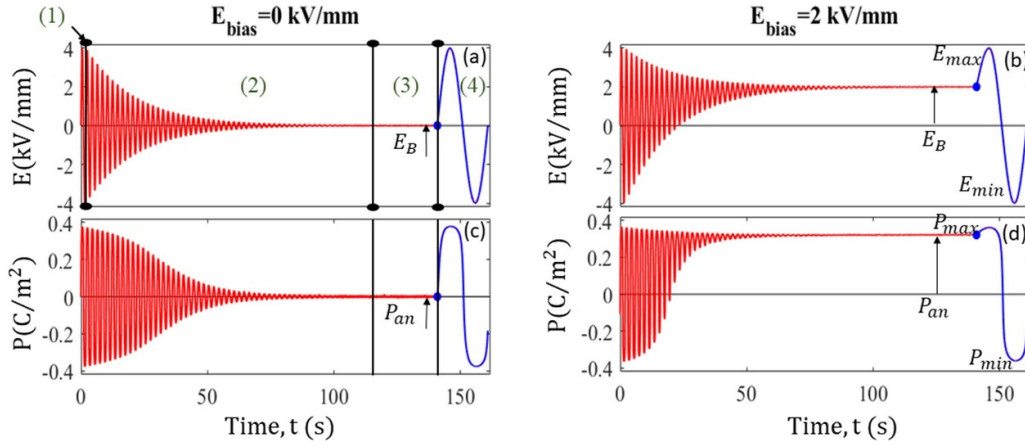 (1)
E_bias=0 kV/mm
E_bias=2 kV/mm
4
2
0
-2
-4
E(kV/mm)
(2)
(3)
(4)
(a)
E_B
4
2
0
-2
-4
E(kV/mm)
E_max
(b)
E_B
E_min
0.4
0.2
0
-0.2
-0.4
P(C/m²)
(c)
P_an
0
50
100
150
Time, t (s)
0.4
0.2
0
-0.2
-0.4
P(C/m²)
P_max
(d)
P_an
P_min
0
50
100
150
Time, t (s)